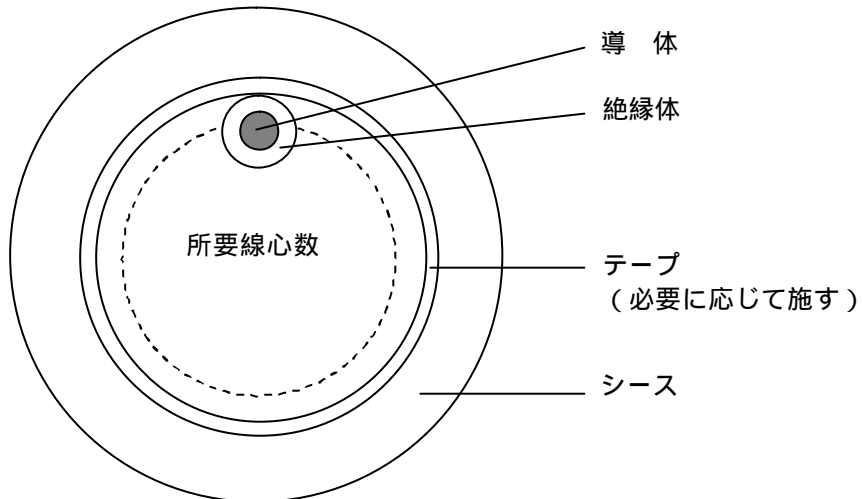 導　体
絶縁体
所要線心数
テープ
（必要に応じて施す）
シース